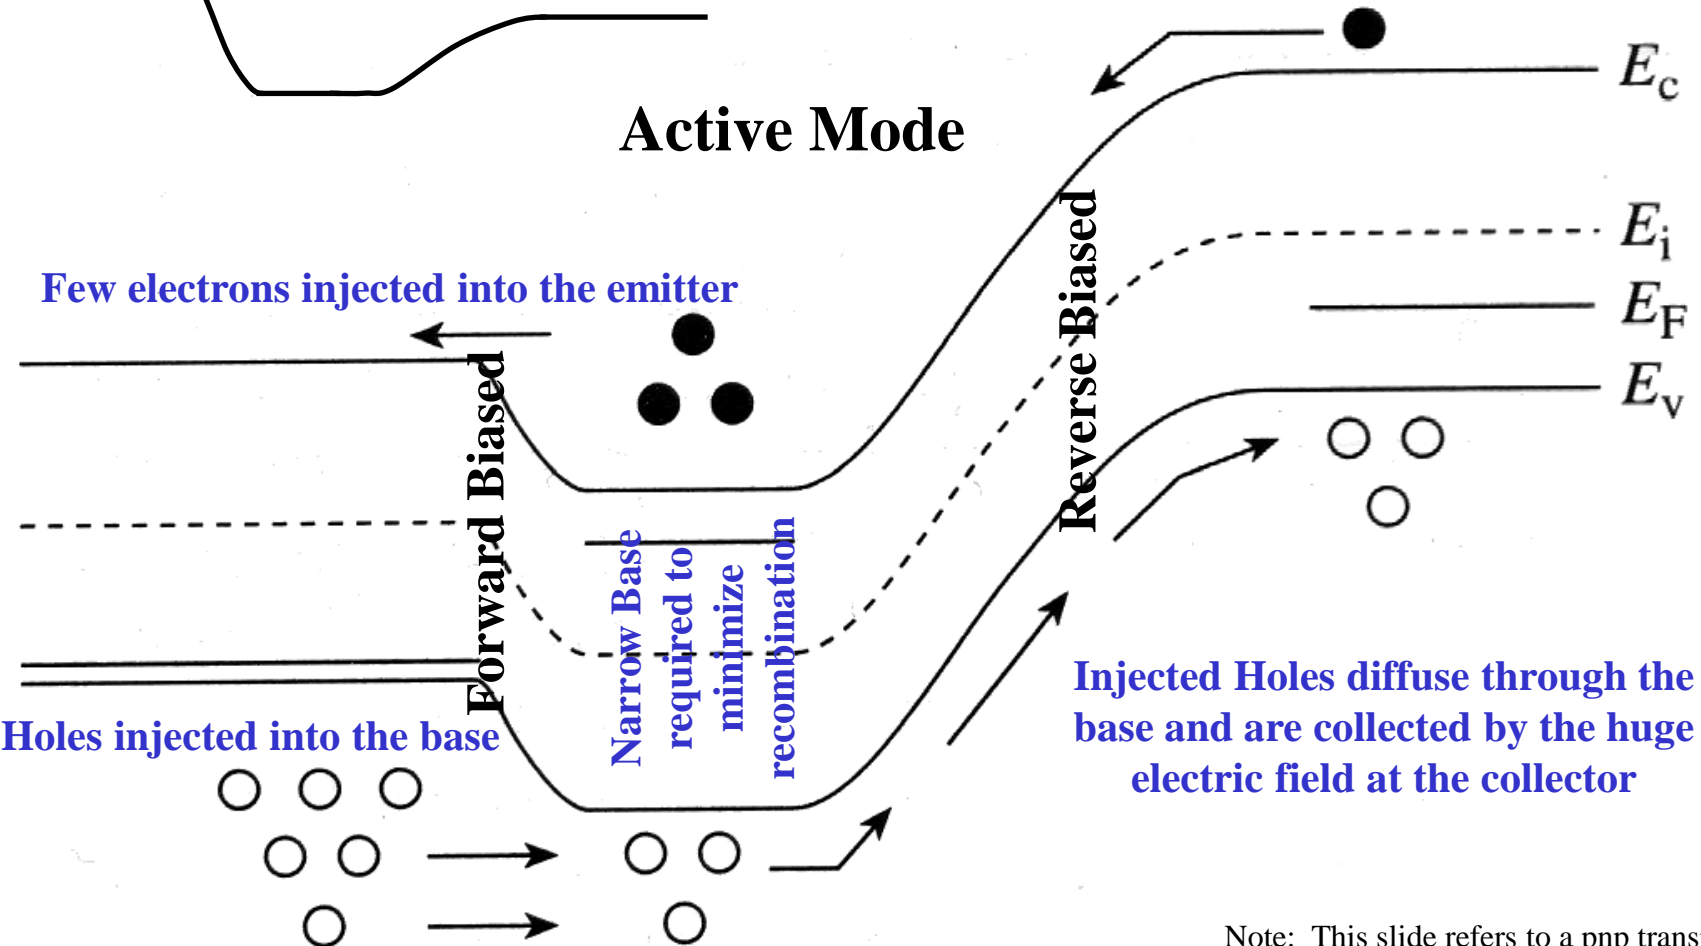 Active Mode
E_c
E_i
E_F
E_v
Few electrons injected into the emitter
Forward Biased
Reverse Biased
Narrow Base
required to
minimize
recombination
Holes injected into the base
Injected Holes diffuse through the
base and are collected by the huge
electric field at the collector
Note: This slide refers to a pnp